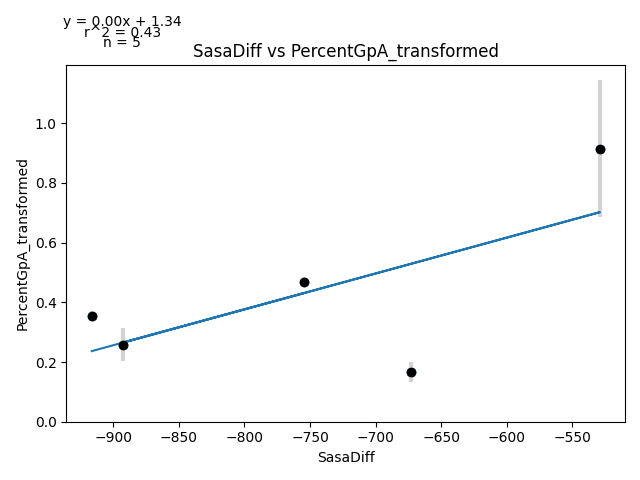 y = 0.00x + 1.34
r^2 = 0.43
n = 5
SasaDiff vs PercentGpA_transformed
PercentGpA_transformed
1.0
0.8
0.6
0.4
0.2
0.0
−900 −850 −800 −750 −700 −650 −600 −550
SasaDiff